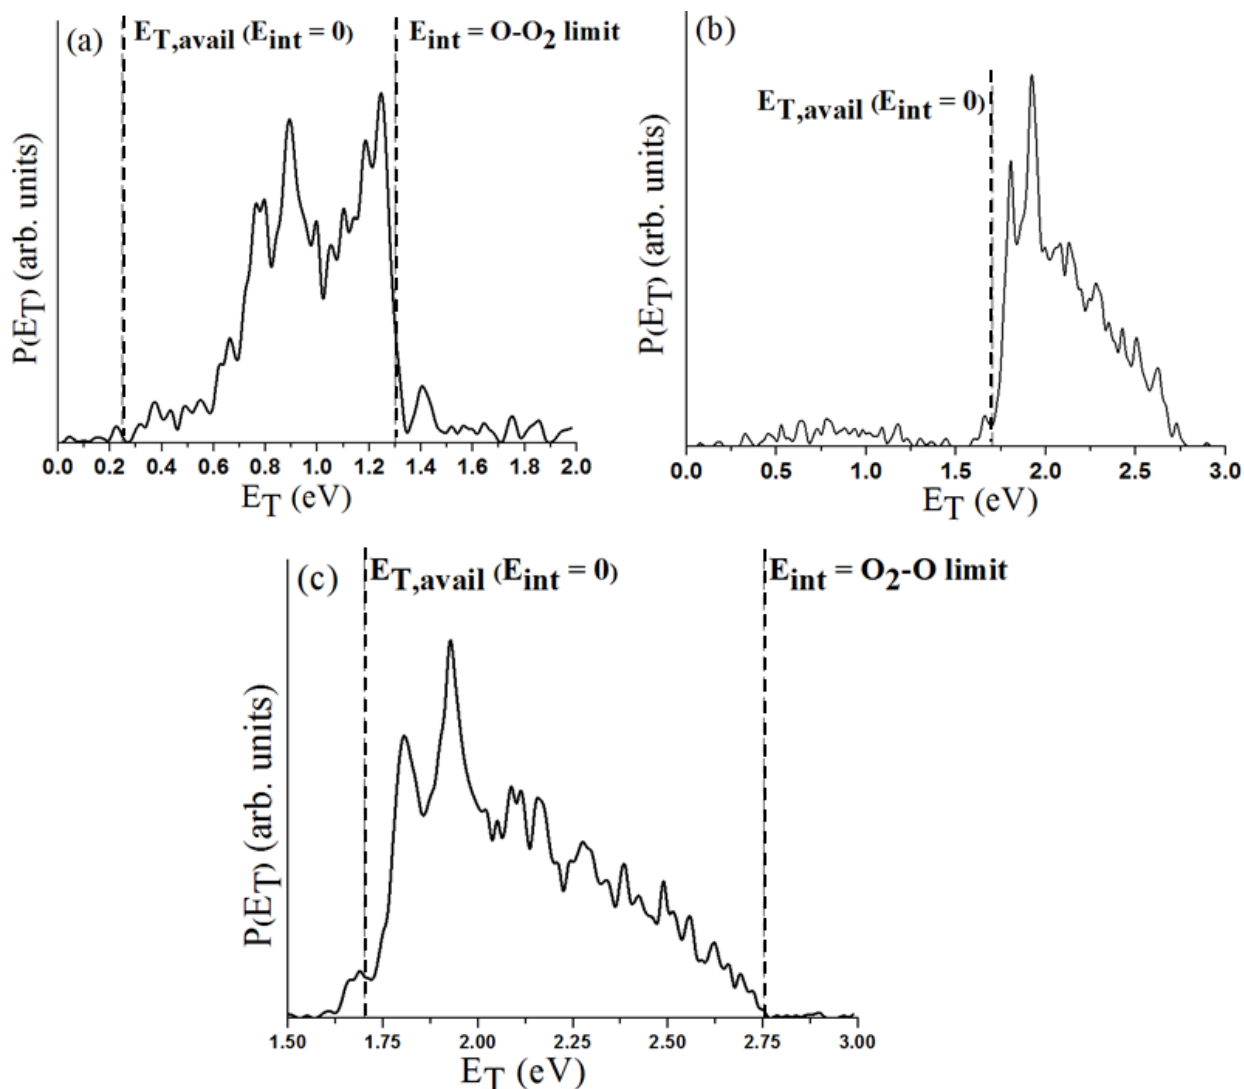 (a)
E_T,avail (E_int = 0)
E_int = O-O_2 limit
P(E_T) (arb. units)
0.0 0.2 0.4 0.6 0.8 1.0 1.2 1.4 1.6 1.8 2.0
E_T (eV)
(b)
E_T,avail (E_int = 0)
P(E_T) (arb. units)
0.0 0.5 1.0 1.5 2.0 2.5 3.0
E_T (eV)
(c)
E_T,avail (E_int = 0)
E_int = O_2-O limit
P(E_T) (arb. units)
1.50 1.75 2.00 2.25 2.50 2.75 3.00
E_T (eV)